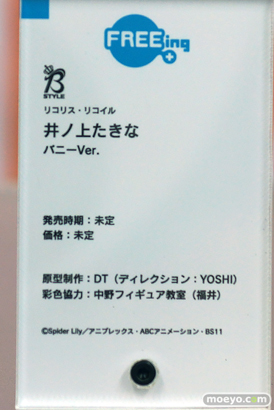 FREEing
B
STYLE
リコリス・リコイル
井ノ上たきな
バニーVer.
発売時期：未定
価格：未定
原型制作：DT（ディレクション：YOSHI）
彩色協力：中野フィギュア教室（福井）
©Spider Lily／アニプレックス・ABCアニメーション・BS11
moeyo.com